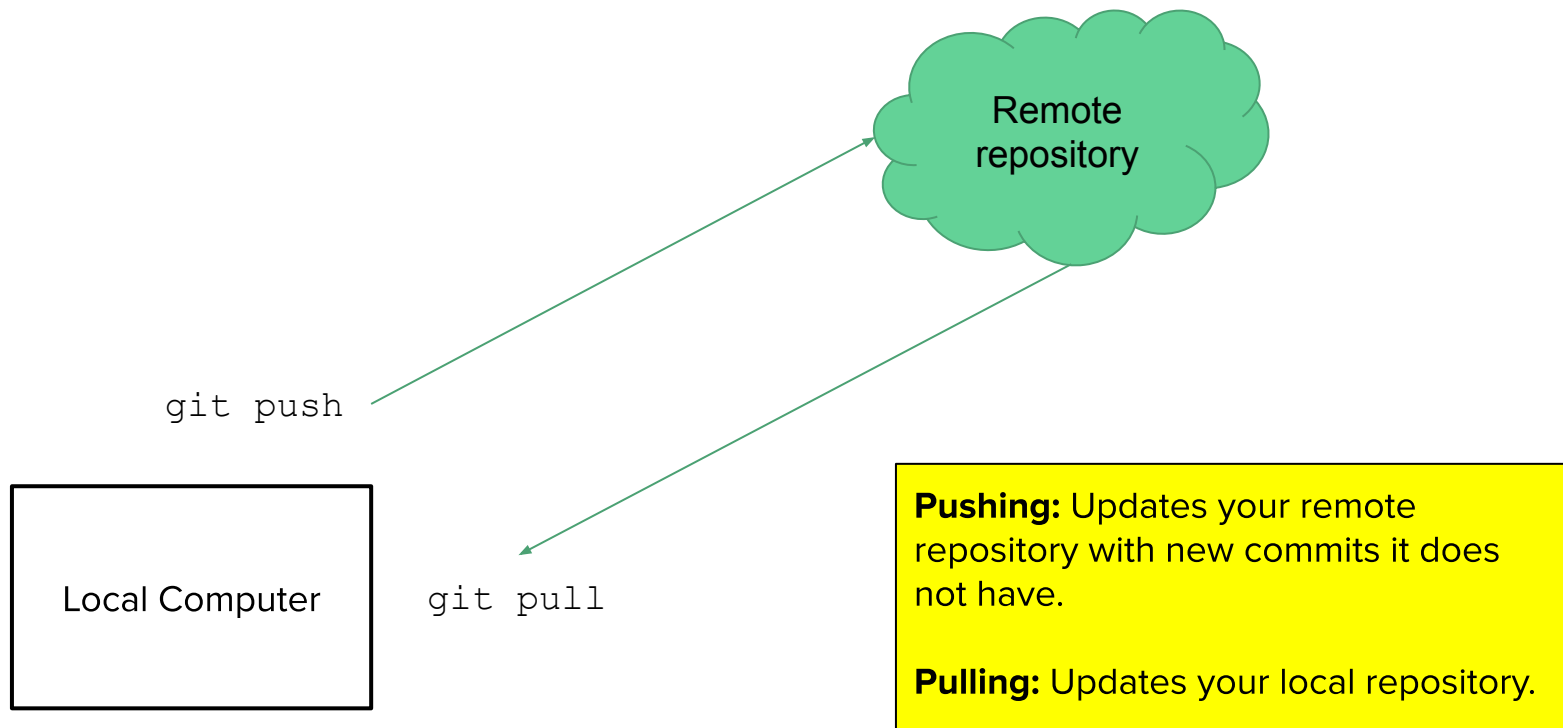 Remote
repository
git push
Local Computer
git pull
Pushing: Updates your remote
repository with new commits it does
not have.
Pulling: Updates your local repository.